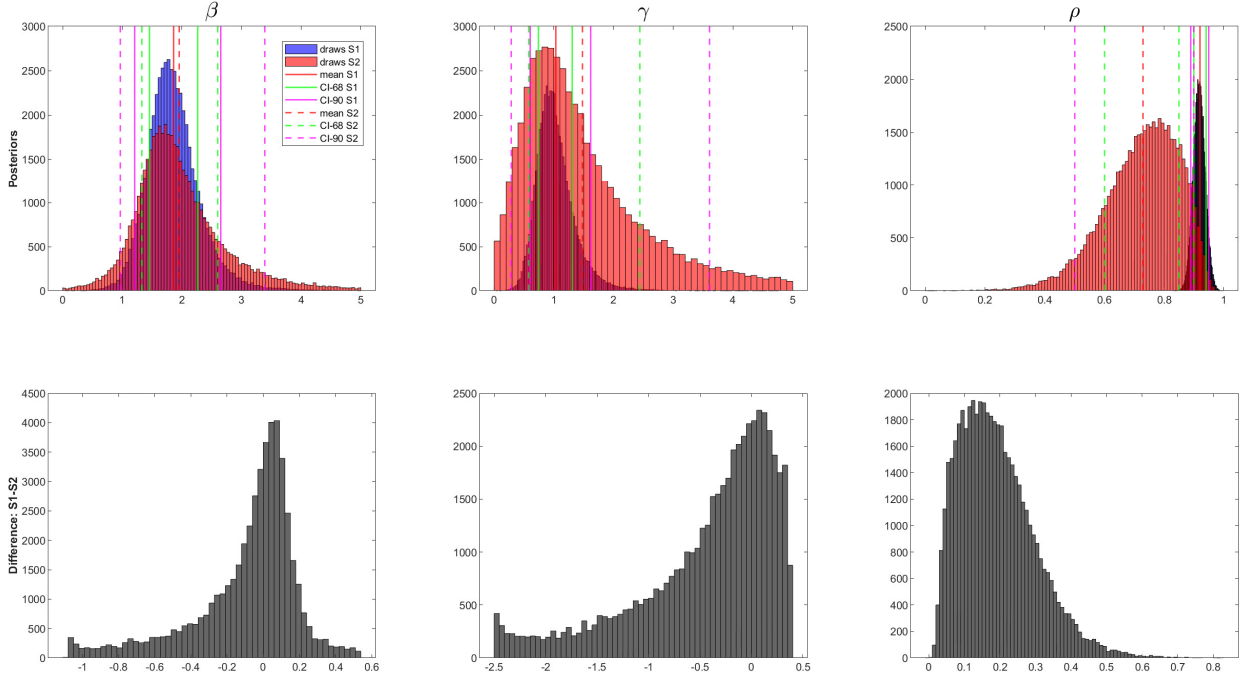 β
γ
ρ
3000
2500
2000
1500
1000
500
0
0 1 2 3 4 5
Posteriors
draws S1
draws S2
mean S1
CI-68 S1
CI-90 S1
mean S2
CI-68 S2
CI-90 S2
3000
2500
2000
1500
1000
500
0
0 1 2 3 4 5
2500
2000
1500
1000
500
0
0 0.2 0.4 0.6 0.8 1
4500
4000
3500
3000
2500
2000
1500
1000
500
0
-1 -0.8 -0.6 -0.4 -0.2 0 0.2 0.4 0.6
Difference: S1-S2
2500
2000
1500
1000
500
0
-2.5 -2 -1.5 -1 -0.5 0 0.5
2000
1800
1600
1400
1200
1000
800
600
400
200
0
0 0.1 0.2 0.3 0.4 0.5 0.6 0.7 0.8